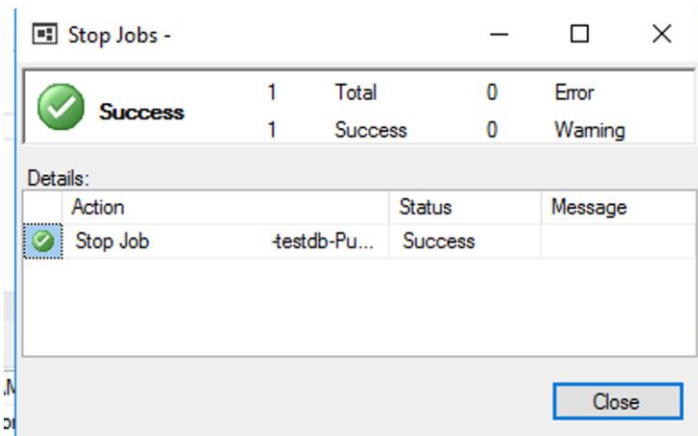 Stop Jobs -
Success
1 Total 0 Error
1 Success 0 Warning
Details:
Action Status Message
Stop Job -testdb-Pu... Success
Close